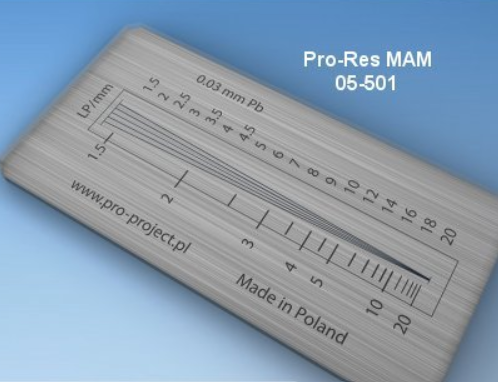 Pro-Res MAM
05-501
0.03 mm Pb
LP/mm
1.5 2 2.5 3 3.5 4 4.5 5 6 7 8 9 10 12 14 16 18 20
1.5 2 3 4 5 10 20
www.pro-project.pl
Made in Poland